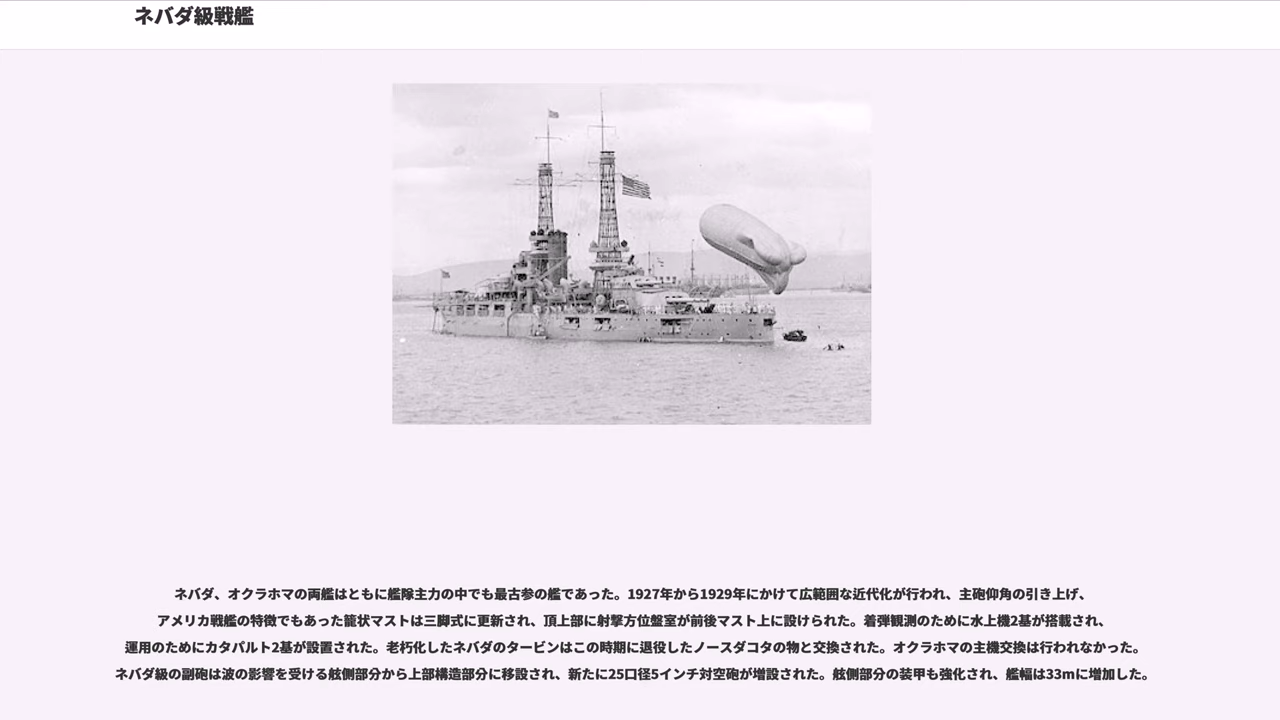 ネバダ級戦艦
ネバダ、オクラホマの両艦はともに艦隊主力の中でも最古参の艦であった。1927年から1929年にかけて広範囲な近代化が行われ、主砲仰角の引き上げ、
アメリカ戦艦の特徴でもあった籠状マストは三脚式に更新され、頂上部に射撃方位盤室が前後マスト上に設けられた。着弾観測のために水上機2基が搭載され、
運用のためにカタパルト2基が設置された。老朽化したネバダのタービンはこの時期に退役したノースダコタの物と交換された。オクラホマの主機交換は行われなかった。
ネバダ級の副砲は波の影響を受ける舷側部分から上部構造部分に移設され、新たに25口径5インチ対空砲が増設された。舷側部分の装甲も強化され、艦幅は33mに増加した。